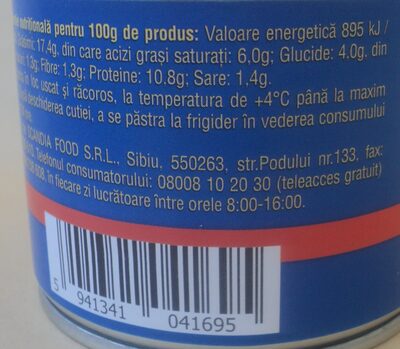 nutrițională pentru 100g de produs: Valoare energetică 895 kJ /
17,4g, din care acizi grași saturați: 6,0g; Glucide: 4,0g, din
1,3g; Fibre: 1,3g; Proteine: 10,8g; Sare: 1,4g.
în loc uscat și răcoros, la temperatura de +4°C până la maxim
deschiderea cutiei, a se păstra la frigider în vederea consumului
SCANDIA FOOD S.R.L., Sibiu, 550263, str.Podului nr.133, fax:
Telefonul consumatorului: 08008 10 20 30 (teleacces gratuit)
în fiecare zi lucrătoare între orele 8:00-16:00.
5 941341 041695